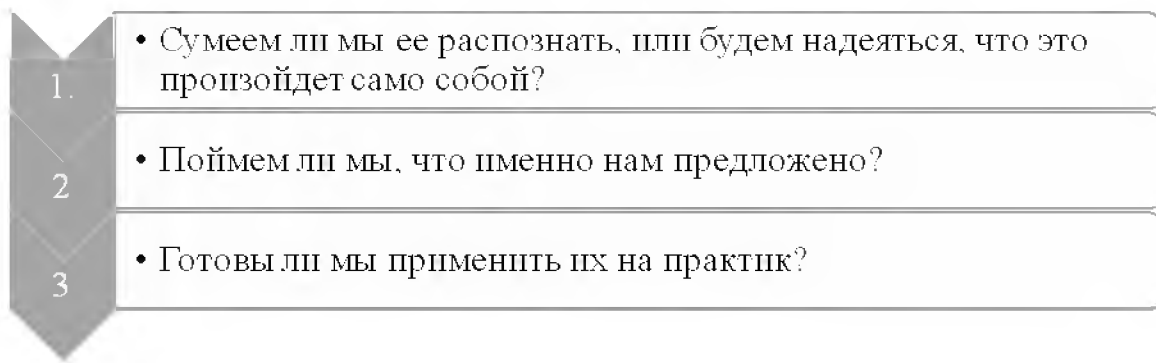 1.
• Сумеем ли мы ее распознать, или будем надеяться, что это
произойдет само собой?
2
• Поймем ли мы, что именно нам предложено?
3
• Готовы ли мы применить их на практик?